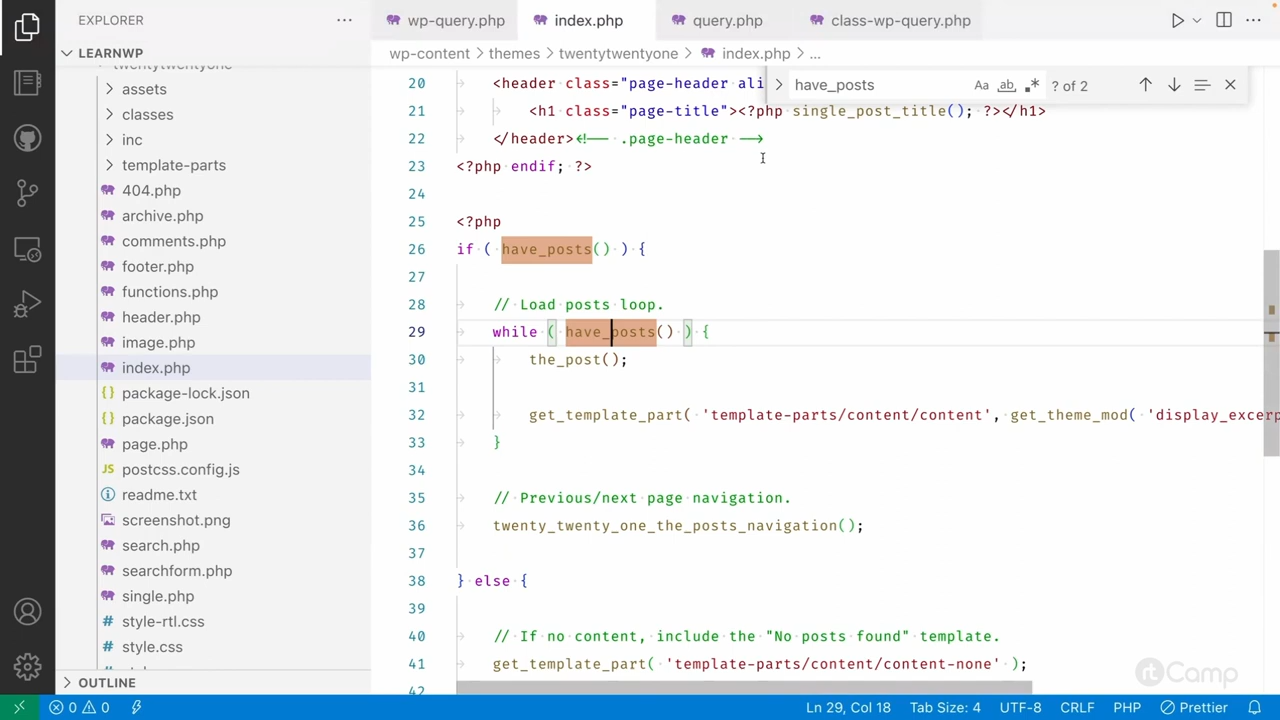 EXPLORER
wp-query.php
index.php
query.php
class-wp-query.php
LEARNWP
wp-content > themes > twentytwentyone > index.php > ...
twentytwentyone
assets
classes
inc
template-parts
404.php
archive.php
comments.php
footer.php
functions.php
header.php
image.php
index.php
package-lock.json
package.json
page.php
postcss.config.js
readme.txt
screenshot.png
search.php
searchform.php
single.php
style-rtl.css
style.css
OUTLINE
have_posts
Aa ab .*
? of 2
20 <header class="page-header ali
21 <h1 class="page-title"><?php single_post_title(); ?></h1>
22 </header><!-- .page-header -->
23 <?php endif; ?>
24
25 <?php
26 if ( have_posts() ) {
27
28 // Load posts loop.
29 while ( have_posts() ) {
30 the_post();
31
32 get_template_part( 'template-parts/content/content', get_theme_mod( 'display_excerp
33 }
34
35 // Previous/next page navigation.
36 twenty_twenty_one_the_posts_navigation();
37
38 } else {
39
40 // If no content, include the "No posts found" template.
41 get_template_part( 'template-parts/content/content-none' );
42
rtCamp
0 0
Ln 29, Col 18
Tab Size: 4
UTF-8
CRLF
PHP
Prettier